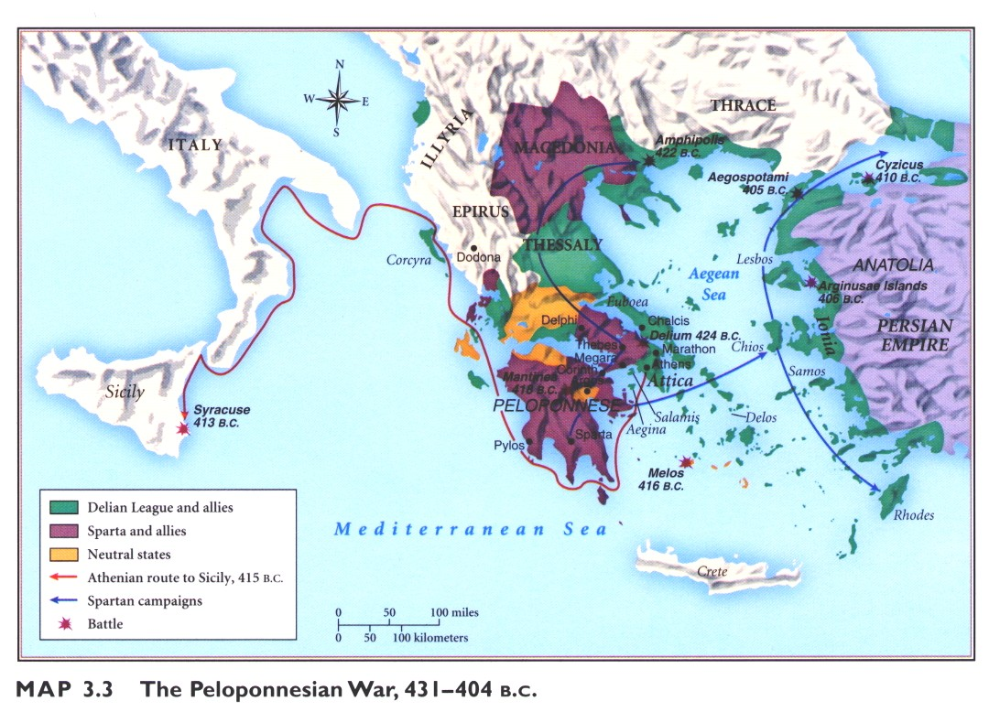 N
W E
S
ITALY
ILLYRIA
THRACE
MACEDONIA
Amphipolis
422 B.C.
Aegospotami
405 B.C.
Cyzicus
410 B.C.
EPIRUS
Dodona
THESSALY
Corcyra
Aegean
Sea
Lesbos
ANATOLIA
Arginusae Islands
406 B.C.
Ionia
PERSIAN
EMPIRE
Euboea
Delphi
Chalcis
Delium 424 B.C.
Thebes
Marathon
Megara
Athens
Corinth
Argos
Attica
Mantinea
418 B.C.
Chios
Samos
PELOPONNESE
Salamis
Aegina
Delos
Sparta
Pylos
Melos
416 B.C.
Sicily
Syracuse
413 B.C.
Rhodes
Mediterranean Sea
Crete
Delian League and allies
Sparta and allies
Neutral states
Athenian route to Sicily, 415 B.C.
Spartan campaigns
Battle
0 50 100 miles
0 50 100 kilometers
MAP 3.3 The Peloponnesian War, 431–404 B.C.